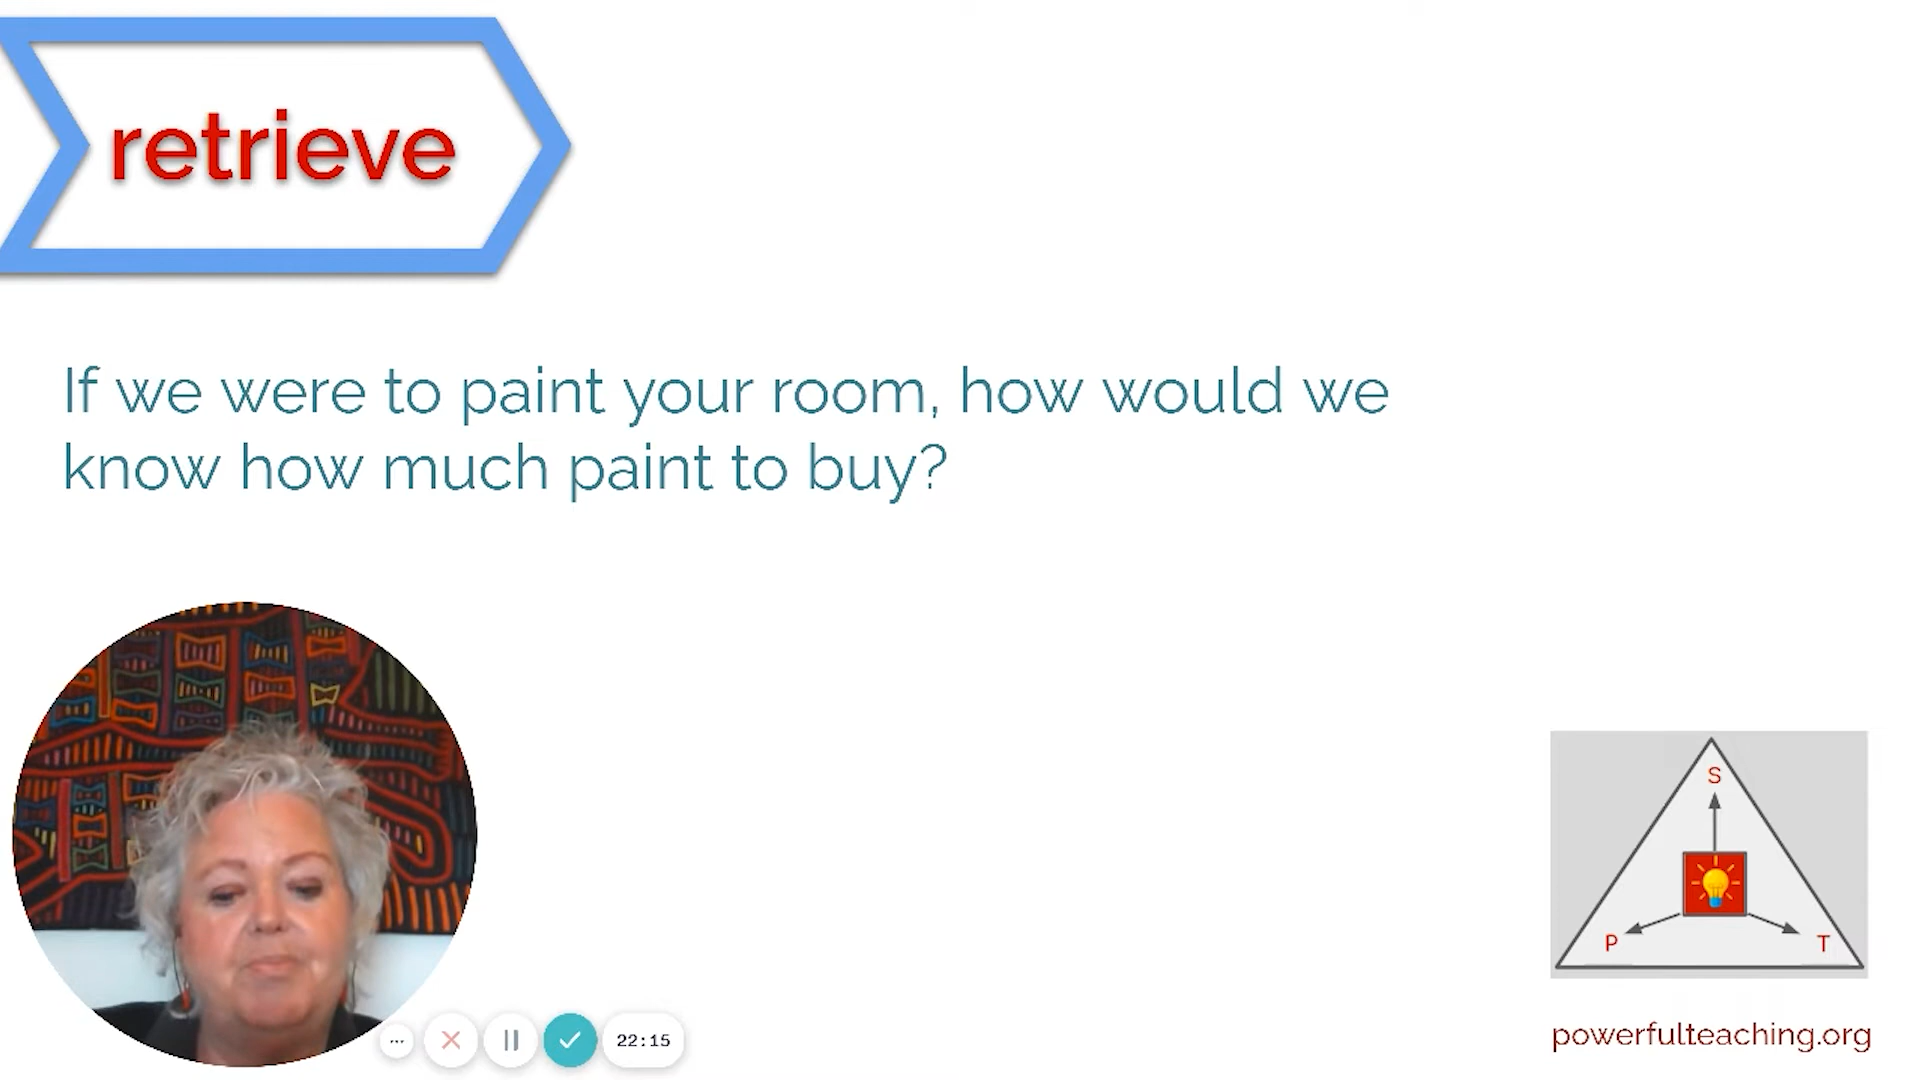 retrieve
If we were to paint your room, how would we
know how much paint to buy?
S
P
T
22:15
powerfulteaching.org